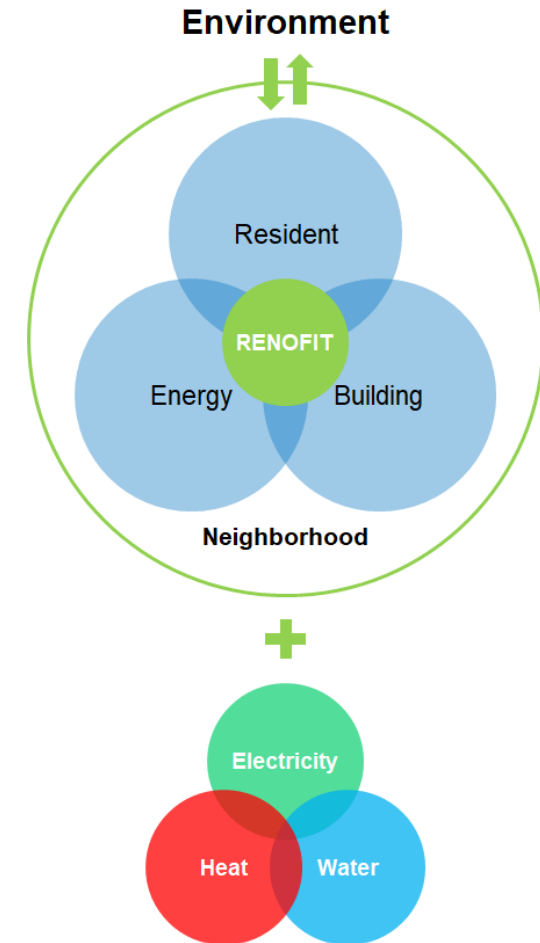 Environment
Resident
RENOFIT
Energy
Building
Neighborhood
+
Electricity
Heat
Water